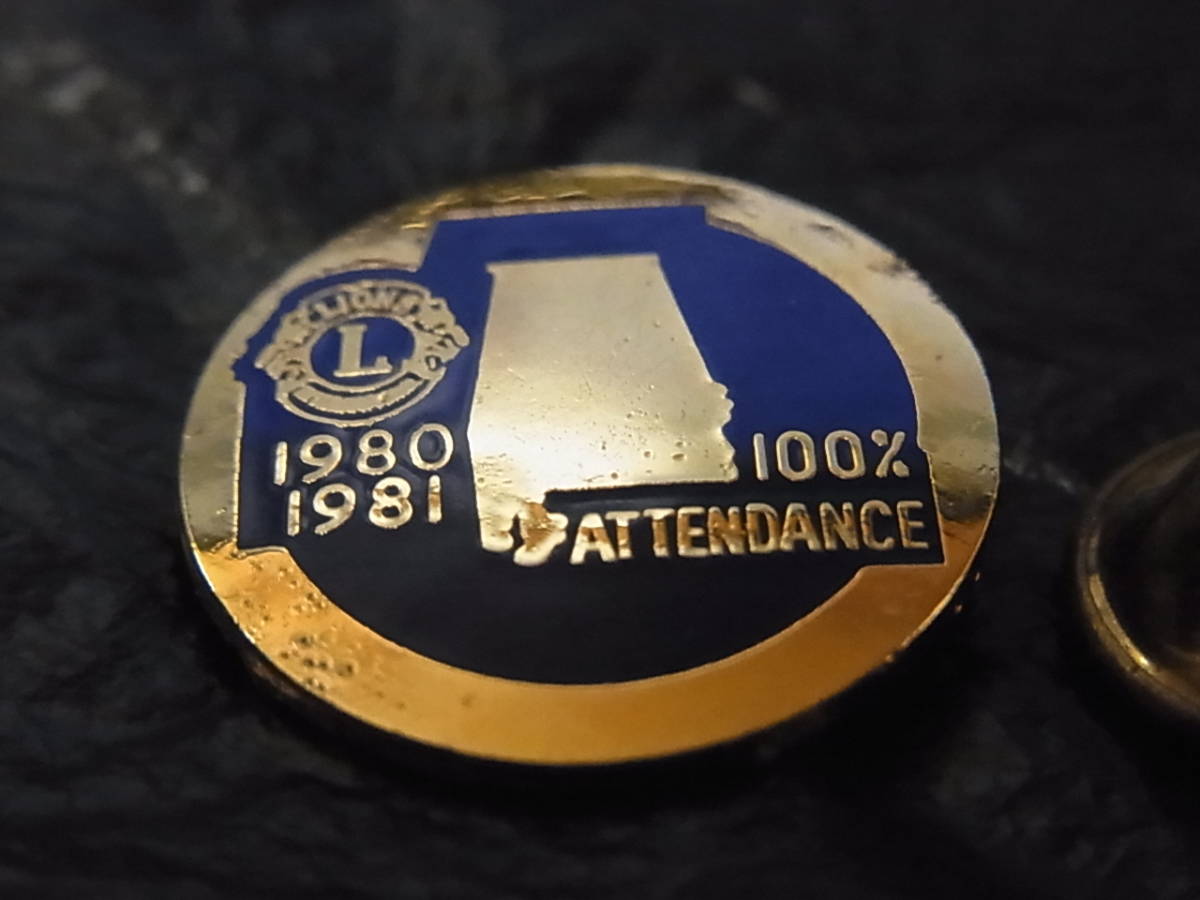 LIONS
L
1980
1981
100%
ATTENDANCE